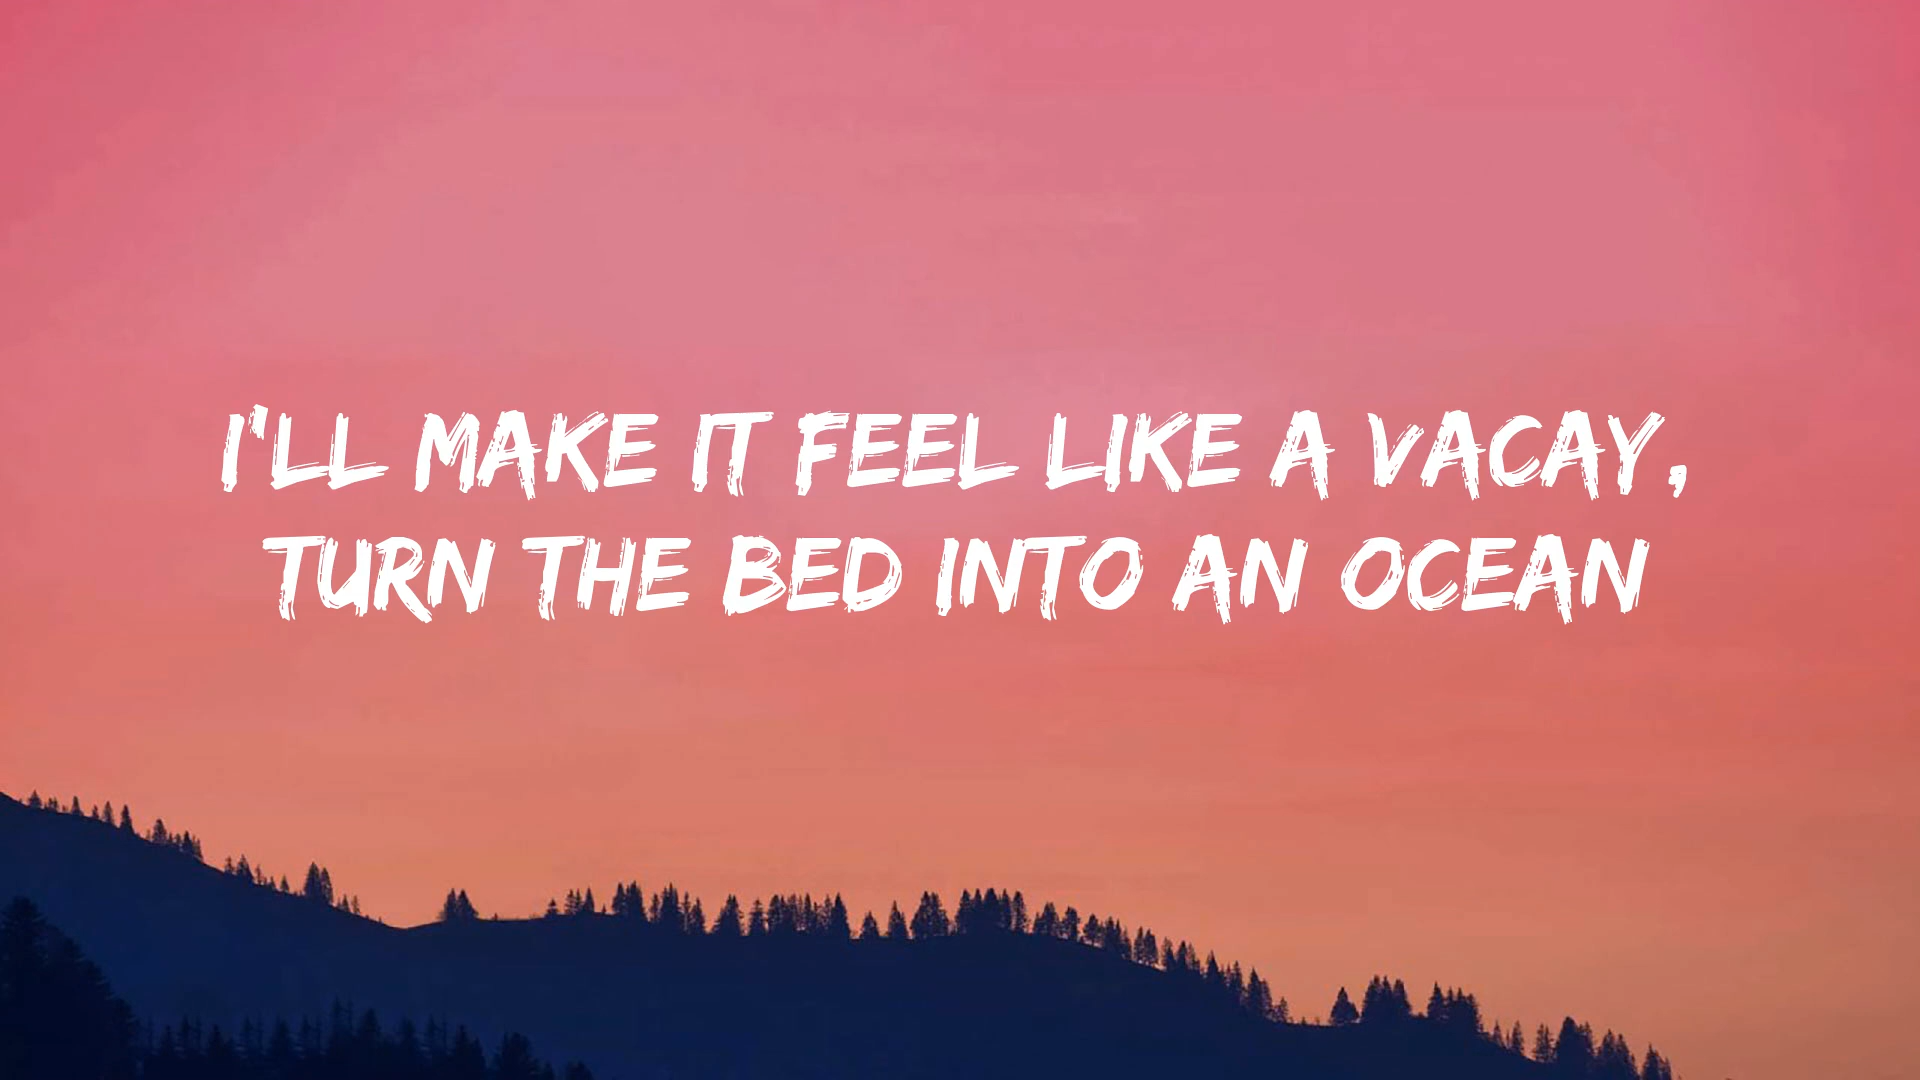 I'LL MAKE IT FEEL LIKE A VACAY,
TURN THE BED INTO AN OCEAN